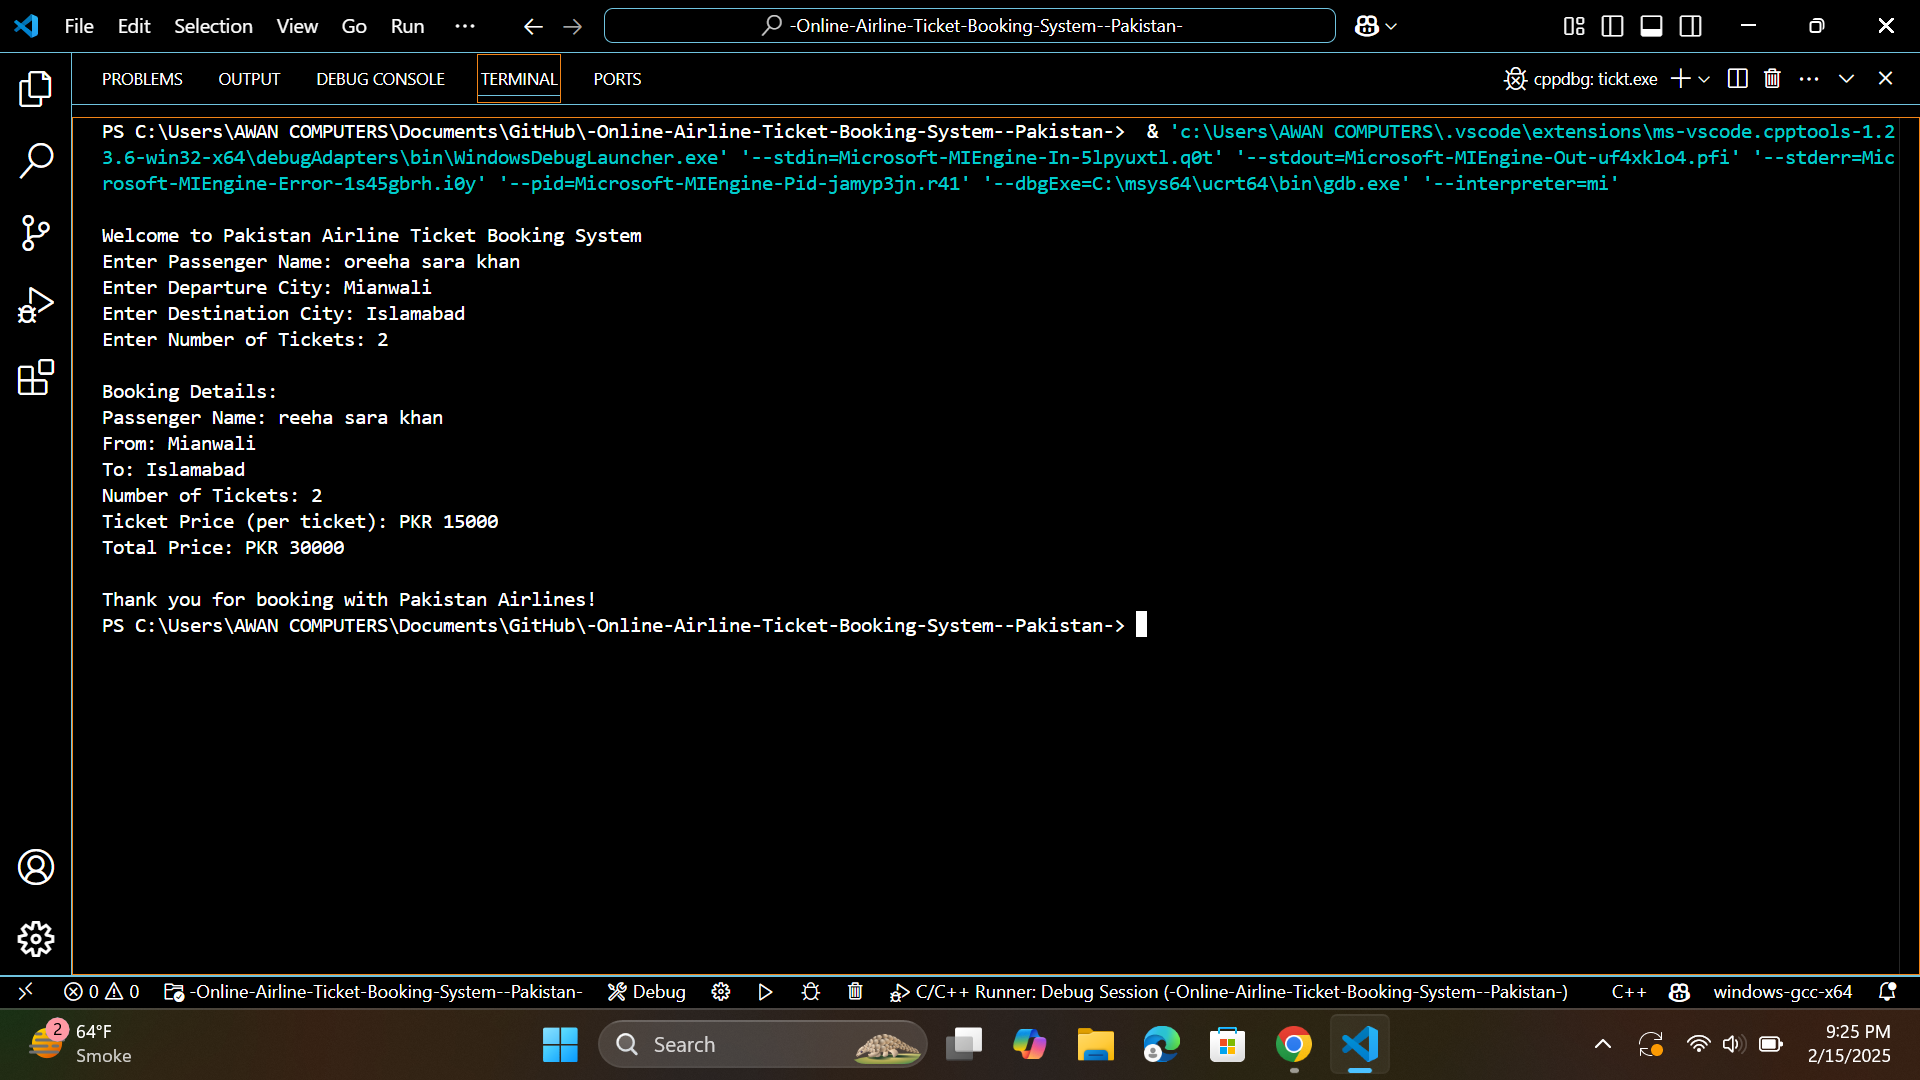 File Edit Selection View Go Run ···
-Online-Airline-Ticket-Booking-System--Pakistan-
PROBLEMS OUTPUT DEBUG CONSOLE TERMINAL PORTS
cppdbg: tickt.exe
PS C:\Users\AWAN COMPUTERS\Documents\GitHub\-Online-Airline-Ticket-Booking-System--Pakistan-> & 'c:\Users\AWAN COMPUTERS\.vscode\extensions\ms-vscode.cpptools-1.2
3.6-win32-x64\debugAdapters\bin\WindowsDebugLauncher.exe' '--stdin=Microsoft-MIEngine-In-5lpyuxtl.q0t' '--stdout=Microsoft-MIEngine-Out-uf4xklo4.pfi' '--stderr=Mic
rosoft-MIEngine-Error-1s45gbrh.i0y' '--pid=Microsoft-MIEngine-Pid-jamyp3jn.r41' '--dbgExe=C:\msys64\ucrt64\bin\gdb.exe' '--interpreter=mi'
Welcome to Pakistan Airline Ticket Booking System
Enter Passenger Name: oreeha sara khan
Enter Departure City: Mianwali
Enter Destination City: Islamabad
Enter Number of Tickets: 2
Booking Details:
Passenger Name: reeha sara khan
From: Mianwali
To: Islamabad
Number of Tickets: 2
Ticket Price (per ticket): PKR 15000
Total Price: PKR 30000
Thank you for booking with Pakistan Airlines!
PS C:\Users\AWAN COMPUTERS\Documents\GitHub\-Online-Airline-Ticket-Booking-System--Pakistan->
0 0 -Online-Airline-Ticket-Booking-System--Pakistan- Debug C/C++ Runner: Debug Session (-Online-Airline-Ticket-Booking-System--Pakistan-) C++ windows-gcc-x64
2 64°F
Smoke
Search
9:25 PM
2/15/2025